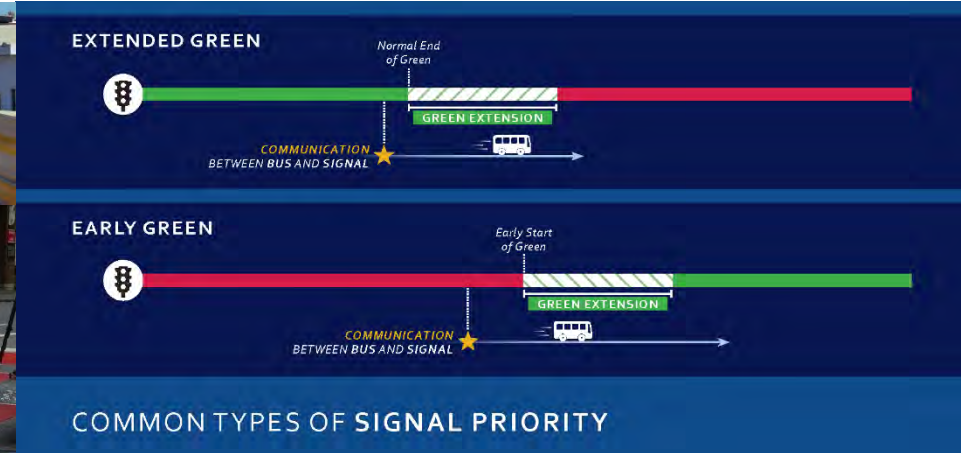 EXTENDED GREEN
Normal End
of Green
GREEN EXTENSION
COMMUNICATION
BETWEEN BUS AND SIGNAL
EARLY GREEN
Early Start
of Green
GREEN EXTENSION
COMMUNICATION
BETWEEN BUS AND SIGNAL
COMMON TYPES OF SIGNAL PRIORITY